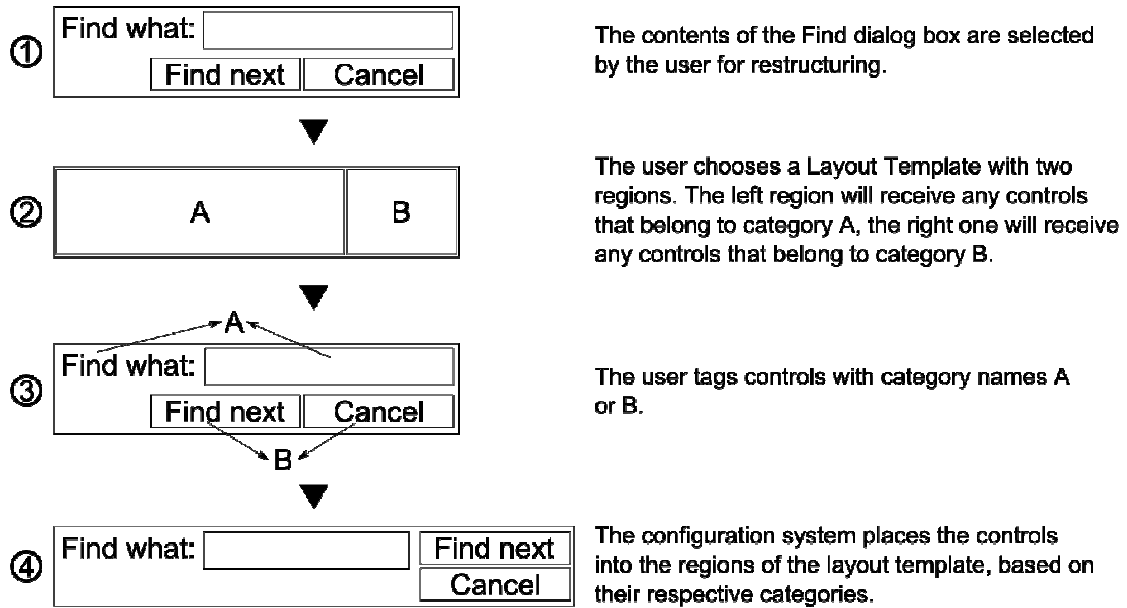 ①
Find what:
Find next Cancel
The contents of the Find dialog box are selected
by the user for restructuring.
②
A B
The user chooses a Layout Template with two
regions. The left region will receive any controls
that belong to category A, the right one will receive
any controls that belong to category B.
③
A
Find what:
Find next Cancel
B
The user tags controls with category names A
or B.
④
Find what: Find next
Cancel
The configuration system places the controls
into the regions of the layout template, based on
their respective categories.